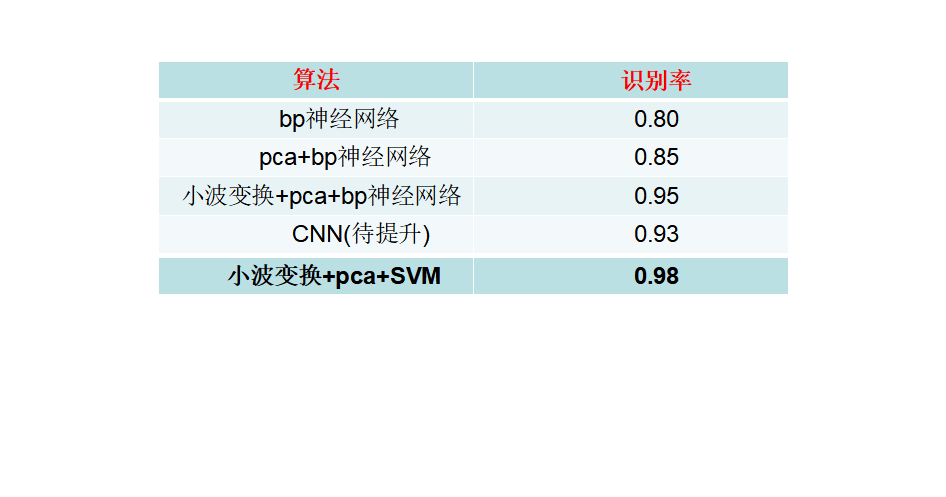 算法 识别率
bp神经网络 0.80
pca+bp神经网络 0.85
小波变换+pca+bp神经网络 0.95
CNN(待提升) 0.93
小波变换+pca+SVM 0.98